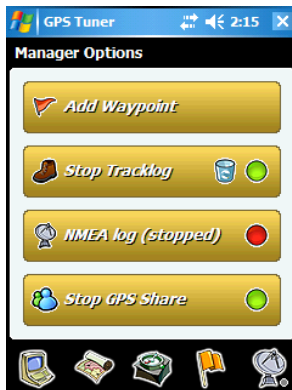 GPS Tuner 2:15
Manager Options
Add Waypoint
Stop Tracklog
NMEA log (stopped)
Stop GPS Share